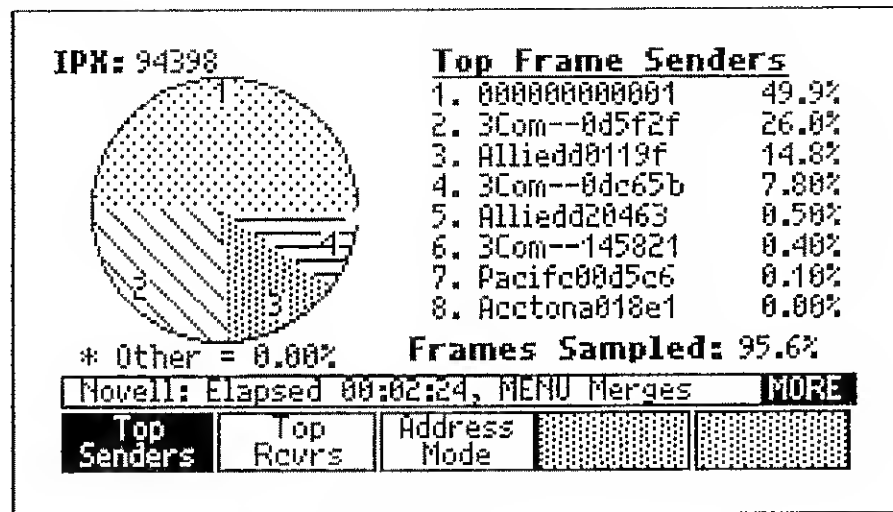 IPX: 94398
1
2
3
4
* Other = 0.00%
Top Frame Senders
1. 000000000001 49.9%
2. 3Com--0d5f2f 26.0%
3. Alliedd0119f 14.8%
4. 3Com--0dc65b 7.80%
5. Alliedd20463 0.50%
6. 3Com--145821 0.40%
7. Pacifc00d5c6 0.10%
8. Acctona018e1 0.00%
Frames Sampled: 95.6%
Novell: Elapsed 00:02:24, MENU Merges MORE
Top Senders
Top Rcvrs
Address Mode